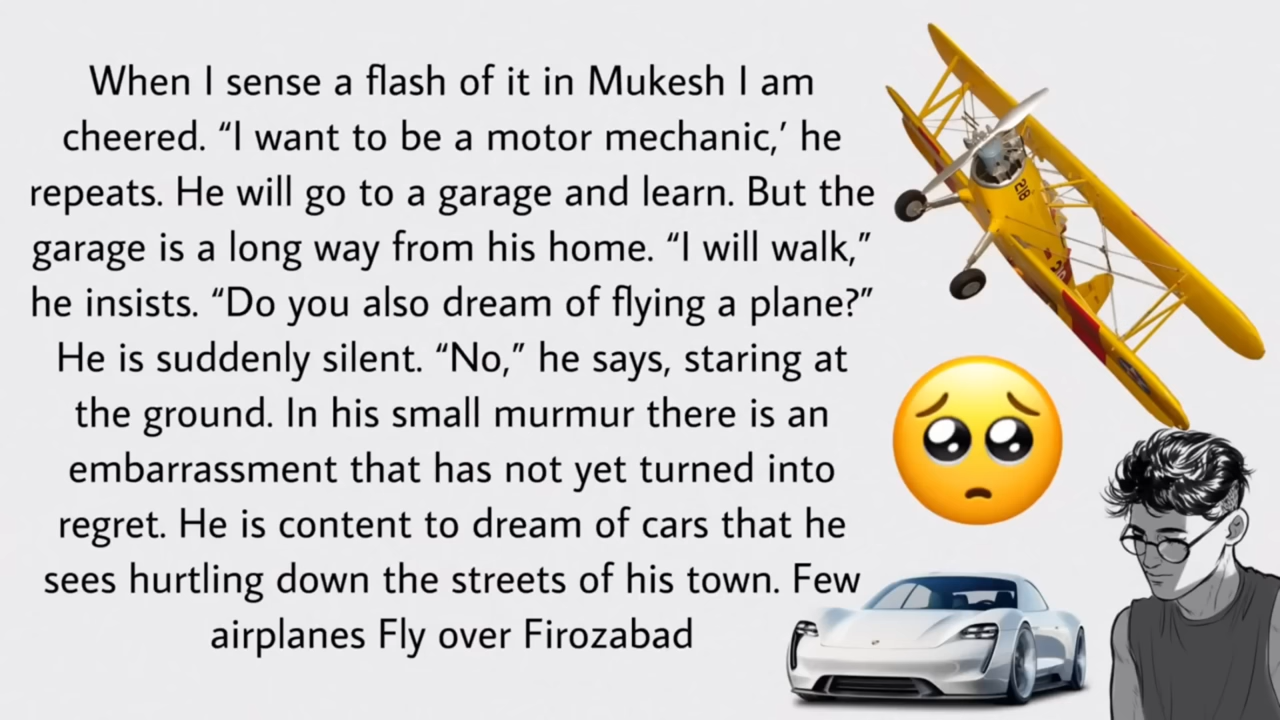 When I sense a flash of it in Mukesh I am
cheered. “I want to be a motor mechanic,’ he
repeats. He will go to a garage and learn. But the
garage is a long way from his home. “I will walk,”
he insists. “Do you also dream of flying a plane?”
He is suddenly silent. “No,” he says, staring at
the ground. In his small murmur there is an
embarrassment that has not yet turned into
regret. He is content to dream of cars that he
sees hurtling down the streets of his town. Few
airplanes Fly over Firozabad